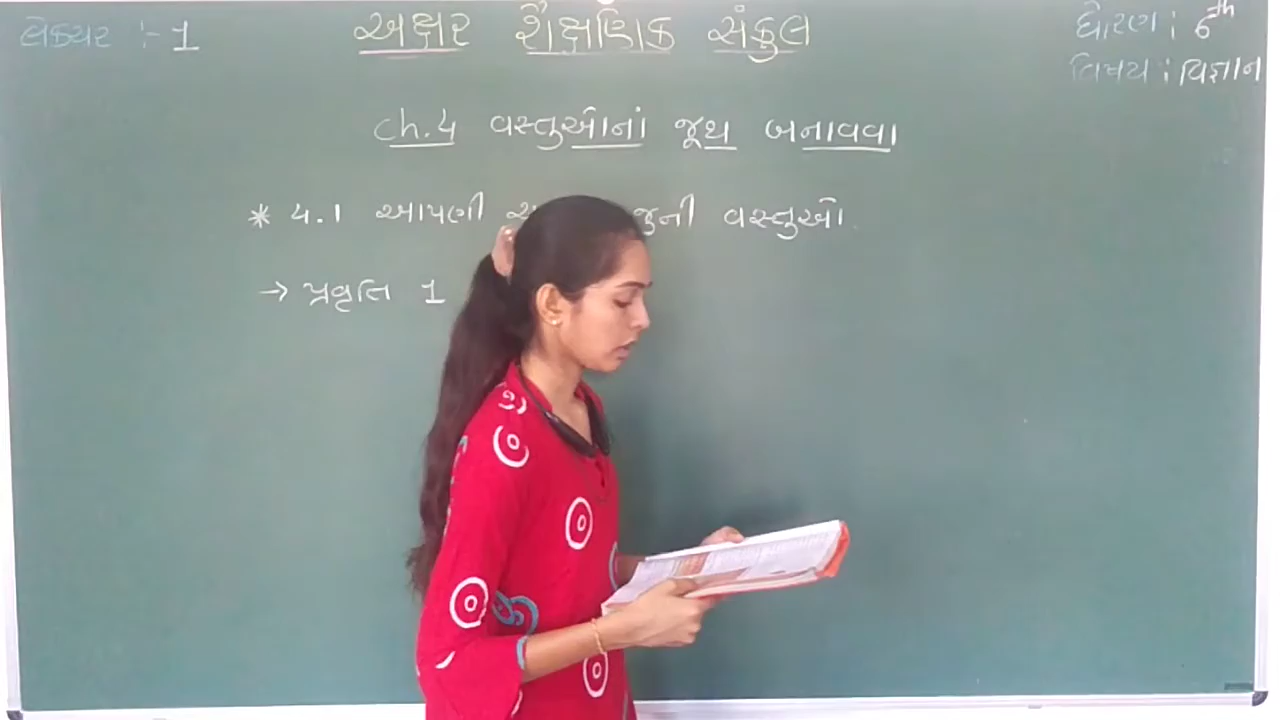 લેક્ચર :- 1
અક્ષર શૈક્ષણિક સંકુલ
ધોરણ : 6th
વિષય : વિજ્ઞાન
ch.4 વસ્તુઓનાં જૂથ બનાવવા
* 4.1 આપણી જુની વસ્તુઓ.
→ પ્રવૃતિ 1